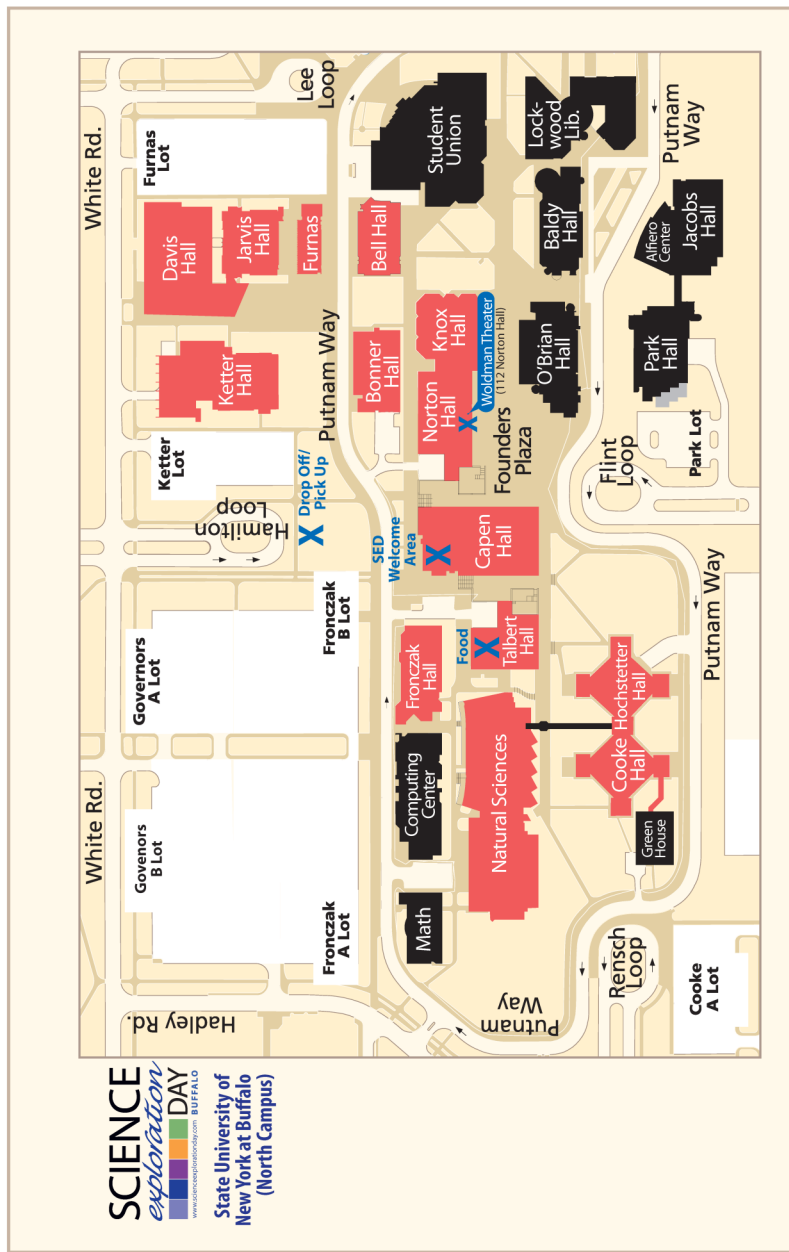 SCIENCE
exploration
DAY
www.scienceexplorationday.com
BUFFALO
State University of
New York at Buffalo
(North Campus)
White Rd.
White Rd.
Hadley Rd.
Govenors
B Lot
Governors
A Lot
Fronczak
A Lot
Fronczak
B Lot
Hamilton
Loop
Drop Off/
Pick Up
X
Ketter
Lot
Ketter
Hall
Davis
Hall
Jarvis
Hall
Furnas
Furnas
Lot
Lee
Loop
Putnam Way
Math
Computing
Center
Fronczak
Hall
SED
Welcome
Area
X
Capen
Hall
Food
X
Talbert
Hall
Natural Sciences
Bonner
Hall
Bell Hall
Norton
Hall
Knox
Hall
X
Woldman Theater
(112 Norton Hall)
Founders
Plaza
Student
Union
Lock-
wood
Lib.
Baldy
Hall
O'Brian
Hall
Putnam
Way
Rensch
Loop
Cooke
A Lot
Green
House
Cooke
Hall
Hochstetter
Hall
Putnam Way
Flint
Loop
Park Lot
Park
Hall
Alfiero
Center
Jacobs
Hall
Putnam
Way